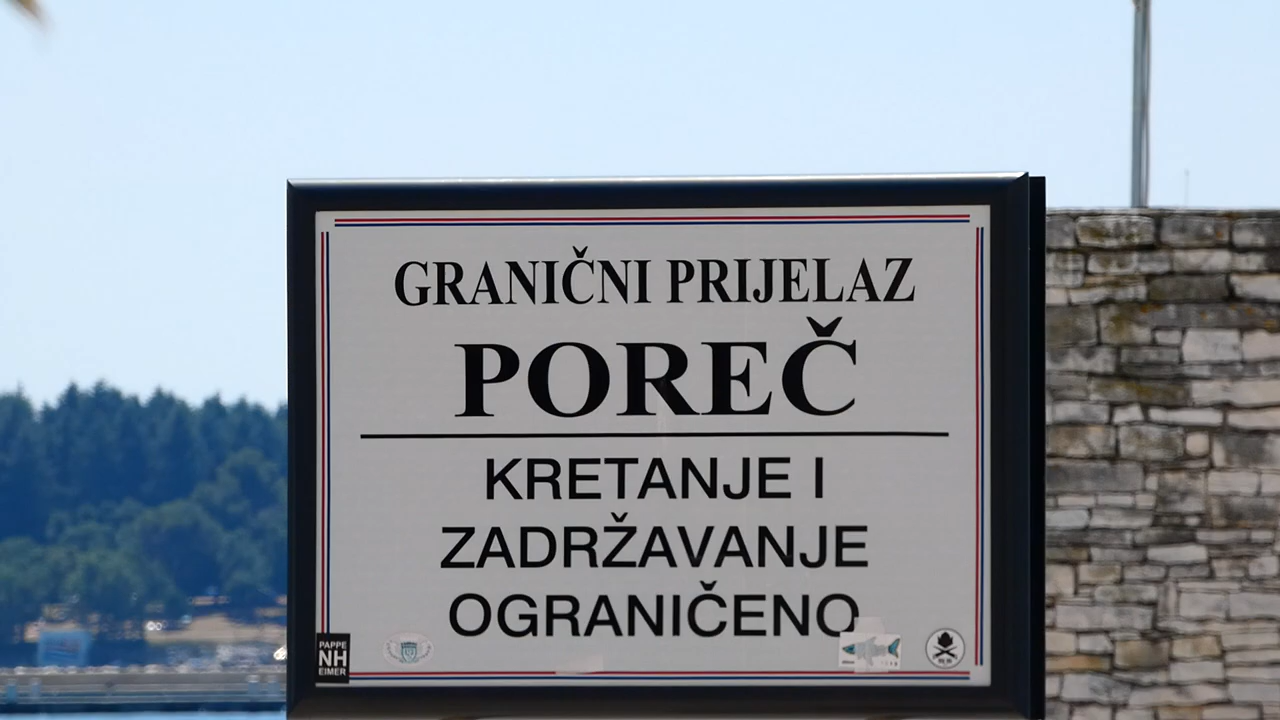 GRANIČNI PRIJELAZ
POREČ
KRETANJE I
ZADRŽAVANJE
OGRANIČENO
PAPPE
NH
EIMER